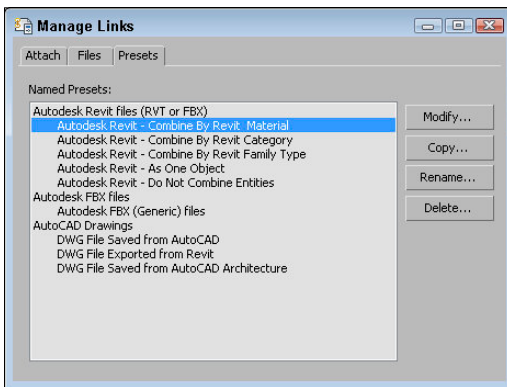 Manage Links
Attach Files Presets
Named Presets:
Autodesk Revit files (RVT or FBX)
Autodesk Revit - Combine By Revit Material
Autodesk Revit - Combine By Revit Category
Autodesk Revit - Combine By Revit Family Type
Autodesk Revit - As One Object
Autodesk Revit - Do Not Combine Entities
Autodesk FBX files
Autodesk FBX (Generic) files
AutoCAD Drawings
DWG File Saved from AutoCAD
DWG File Exported from Revit
DWG File Saved from AutoCAD Architecture
Modify...
Copy...
Rename...
Delete...